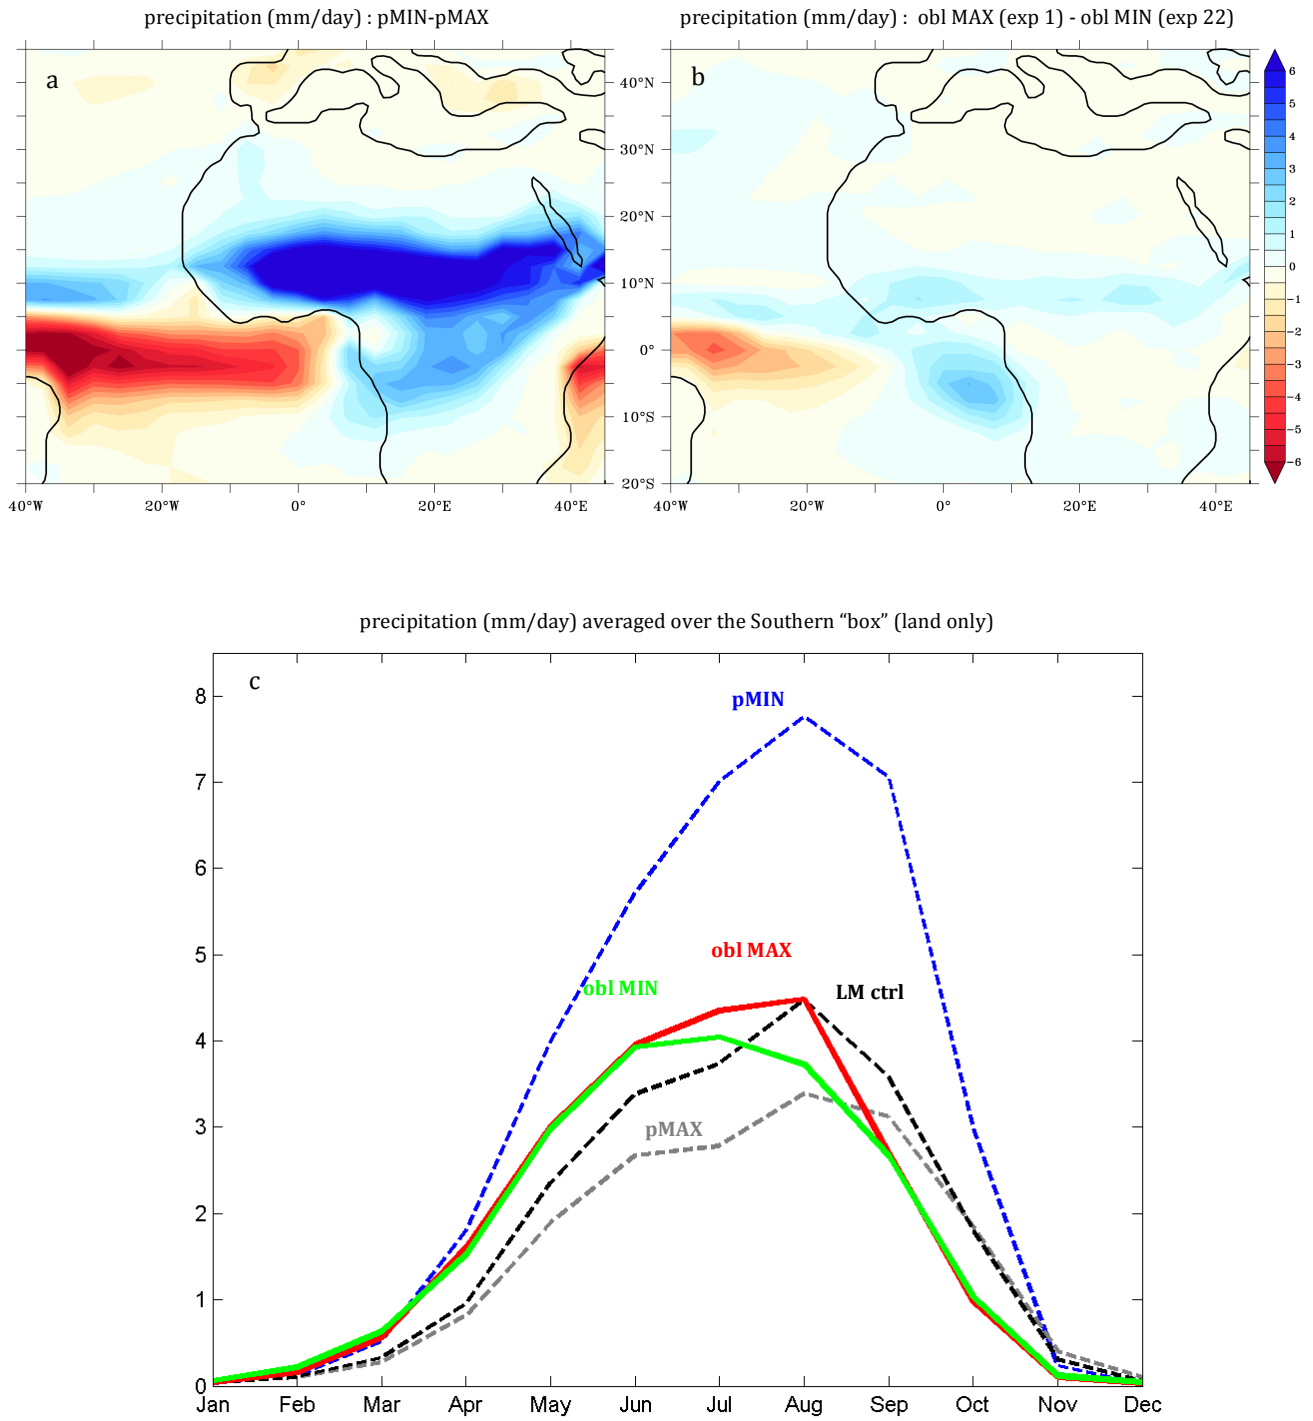 precipitation (mm/day) : pMIN-pMAX
precipitation (mm/day) : obl MAX (exp 1) - obl MIN (exp 22)
a
b
40°N
30°N
20°N
10°N
0°
10°S
20°S
40°W 20°W 0° 20°E 40°E
40°W 20°W 0° 20°E 40°E
6
5
4
3
2
1
0
-1
-2
-3
-4
-5
-6
precipitation (mm/day) averaged over the Southern “box” (land only)
c
8
7
6
5
4
3
2
1
0
pMIN
obl MAX
obl MIN
LM ctrl
pMAX
Jan Feb Mar Apr May Jun Jul Aug Sep Oct Nov Dec